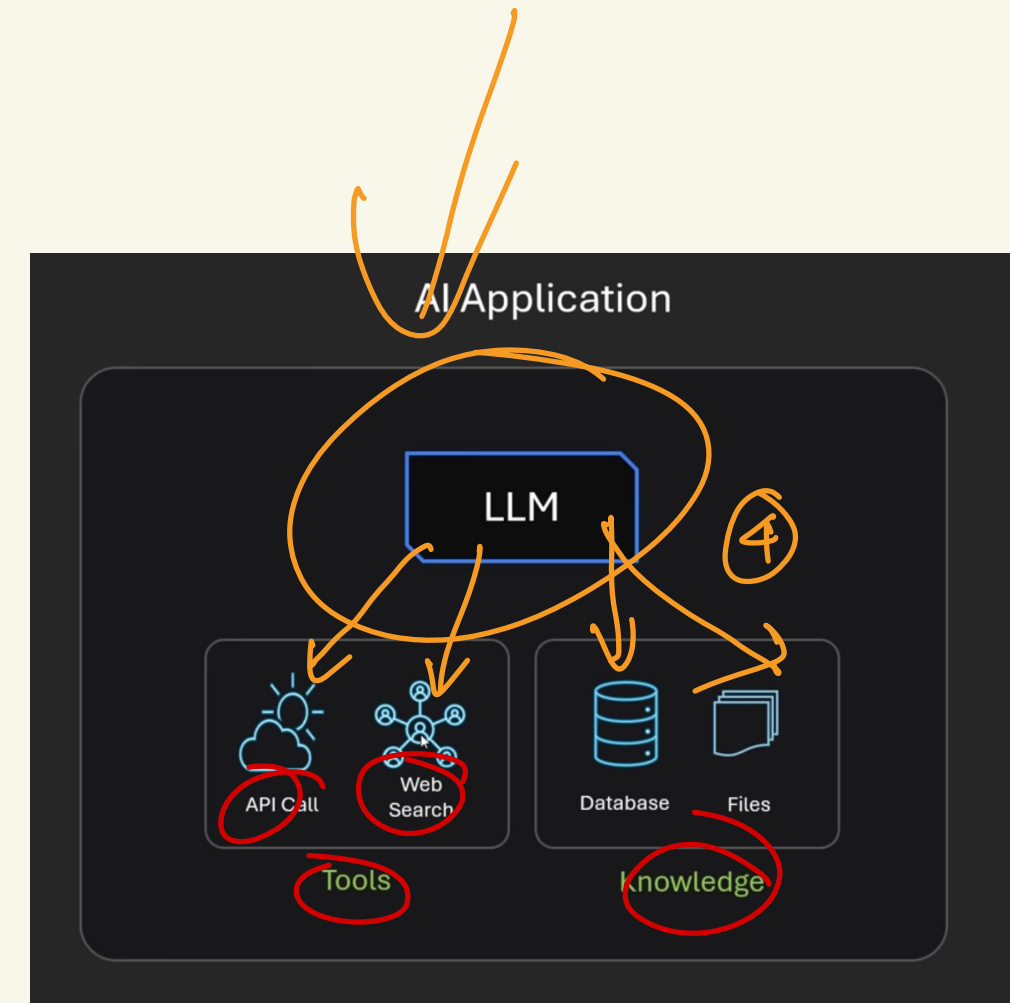 AI Application
LLM
4
API Call
Web
Search
Database
Files
Tools
Knowledge